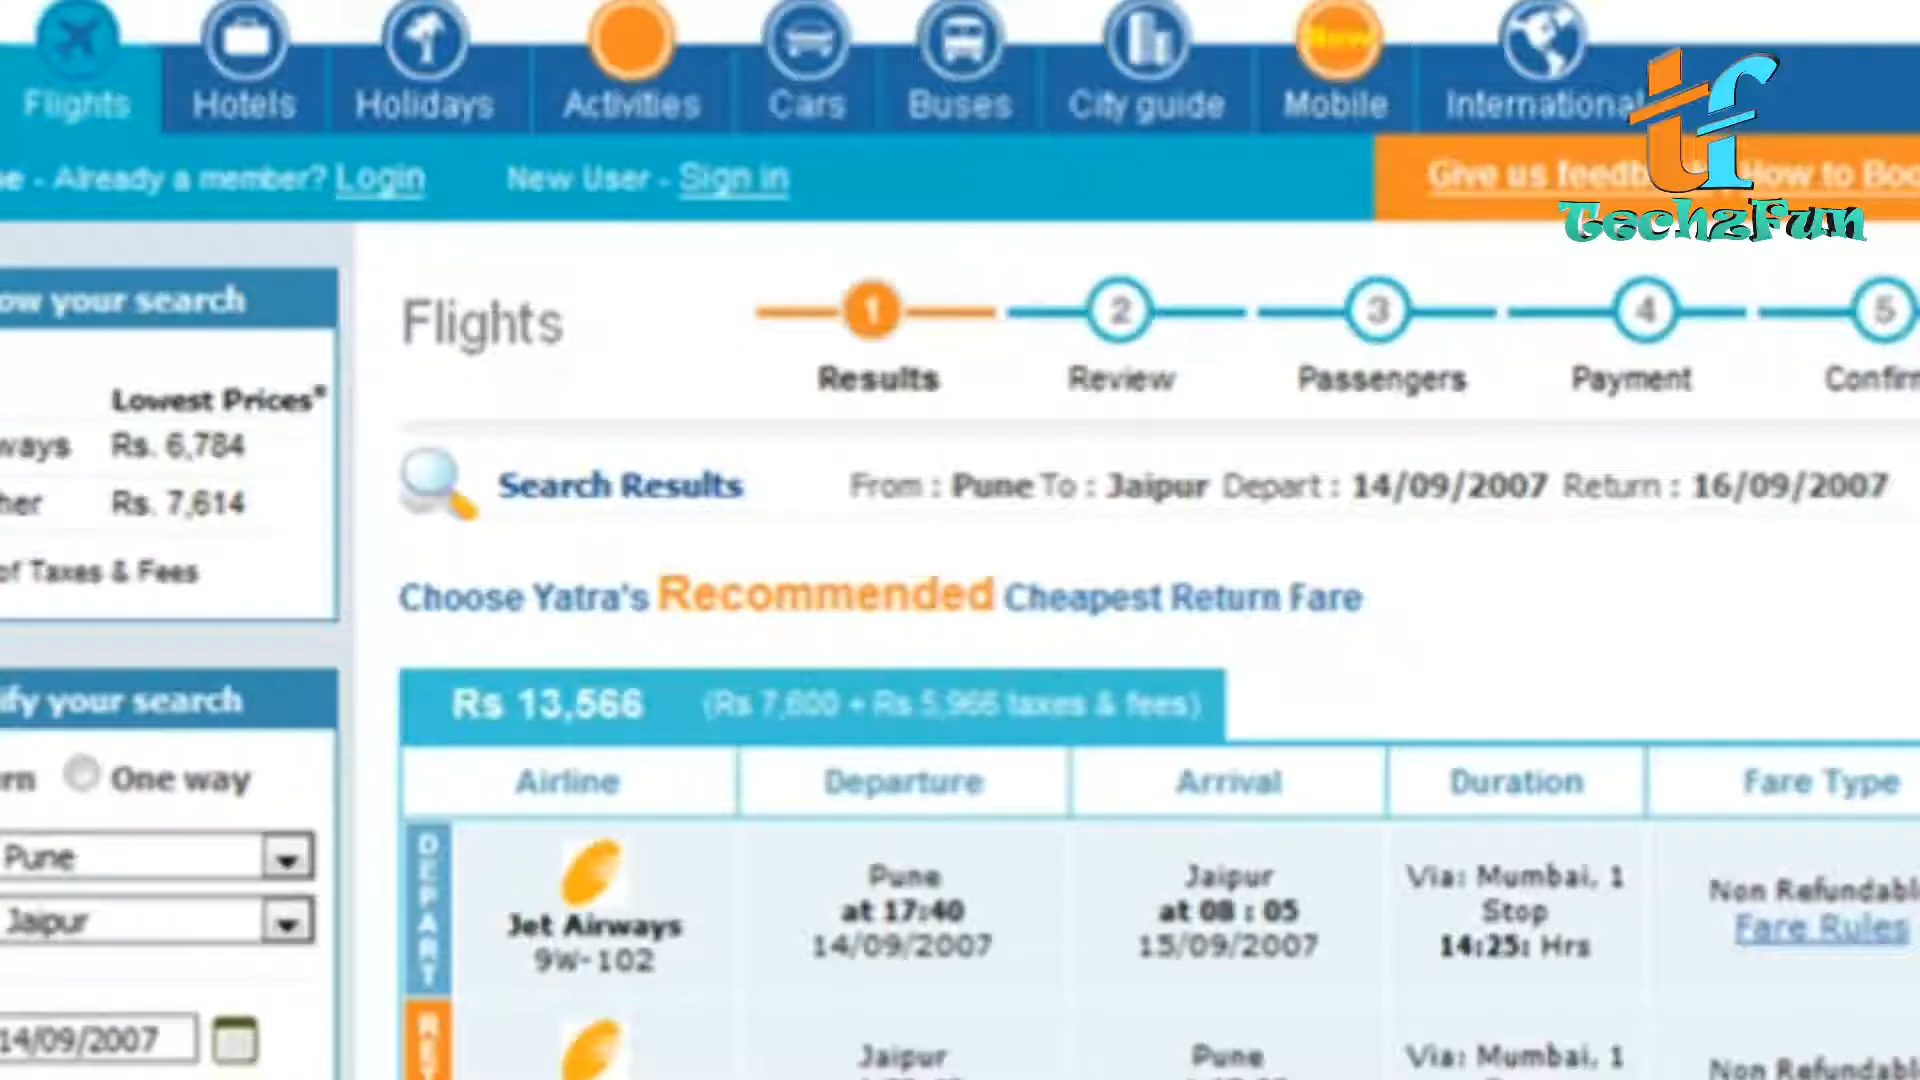 Flights Hotels Holidays Activities Cars Buses City guide New Mobile International
- Already a member? Login New User - Sign in Give us feedb How to Boo
TechzFun
ow your search
Lowest Prices*
ways Rs. 6,784
her Rs. 7,614
of Taxes & Fees
ify your search
rn One way
Pune
Jaipur
14/09/2007
Flights
1 2 3 4 5
Results Review Passengers Payment Confirm
Search Results From : Pune To : Jaipur Depart : 14/09/2007 Return : 16/09/2007
Choose Yatra's Recommended Cheapest Return Fare
Rs 13,566 (Rs 7,600 + Rs 5,966 taxes & fees)
Airline Departure Arrival Duration Fare Type
DEPART
Jet Airways
9W-102
Pune
at 17:40
14/09/2007
Jaipur
at 08 : 05
15/09/2007
Via: Mumbai, 1
Stop
14:25: Hrs
Non Refundable
Fare Rules
RET
Jaipur Pune Via: Mumbai, 1 Non Refundable